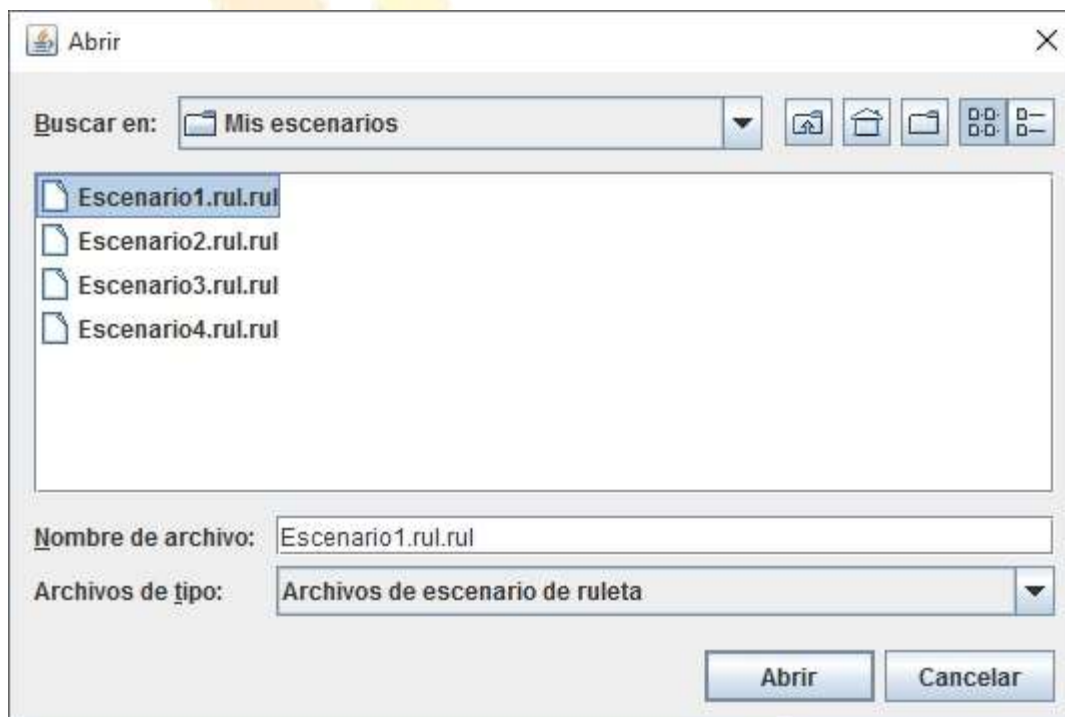 Abrir
Buscar en: Mis escenarios
Escenario1.rul.rul
Escenario2.rul.rul
Escenario3.rul.rul
Escenario4.rul.rul
Nombre de archivo: Escenario1.rul.rul
Archivos de tipo: Archivos de escenario de ruleta
Abrir Cancelar